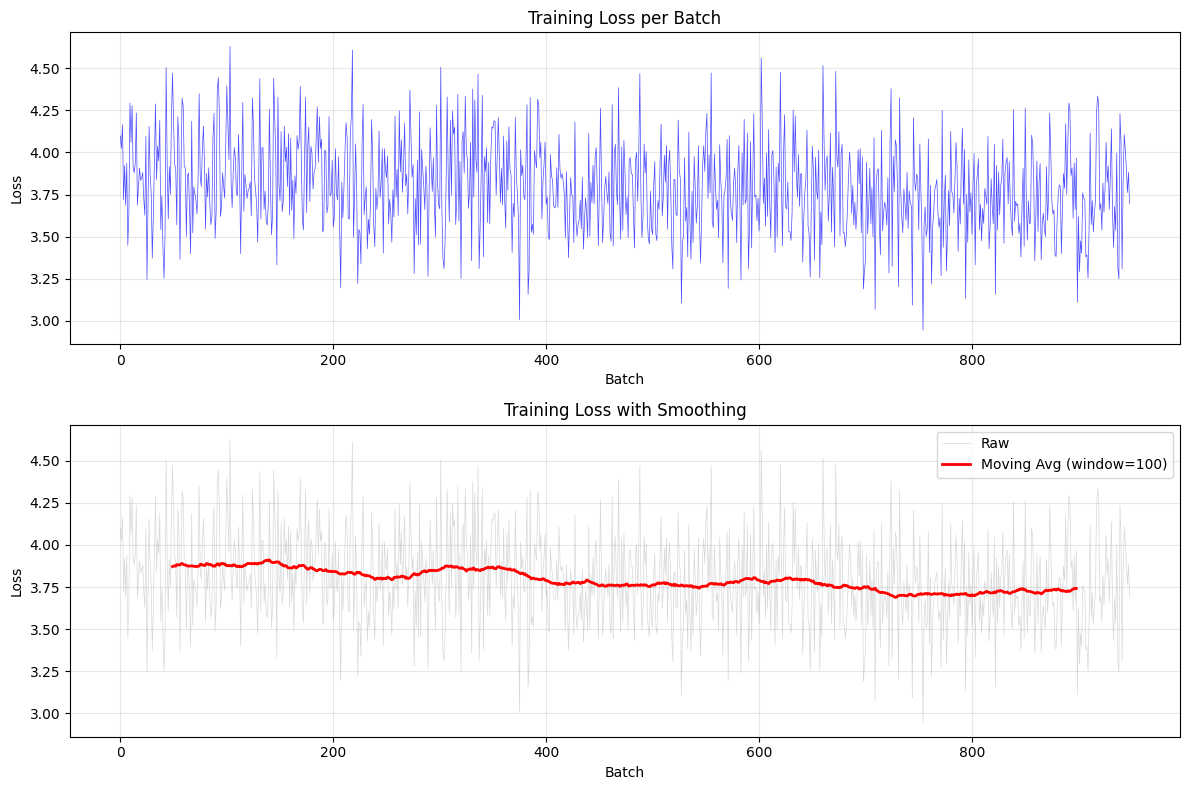 Training Loss per Batch
4.50
4.25
4.00
3.75
3.50
3.25
3.00
Loss
0 200 400 600 800
Batch
Training Loss with Smoothing
Raw
Moving Avg (window=100)
4.50
4.25
4.00
3.75
3.50
3.25
3.00
Loss
0 200 400 600 800
Batch